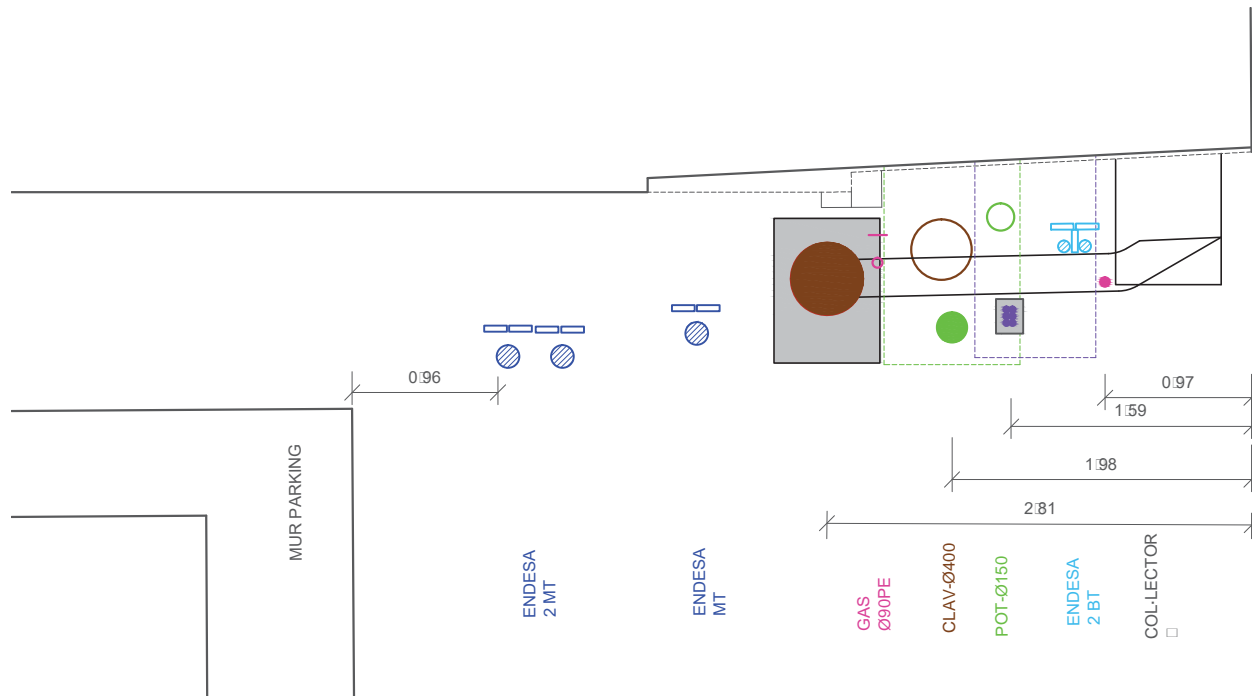 0□96
0□97
1□59
1□98
2□81
MUR PARKING
ENDESA
2 MT
ENDESA
MT
GAS
Ø90PE
CLAV-Ø400
POT-Ø150
ENDESA
2 BT
COL·LECTOR
□